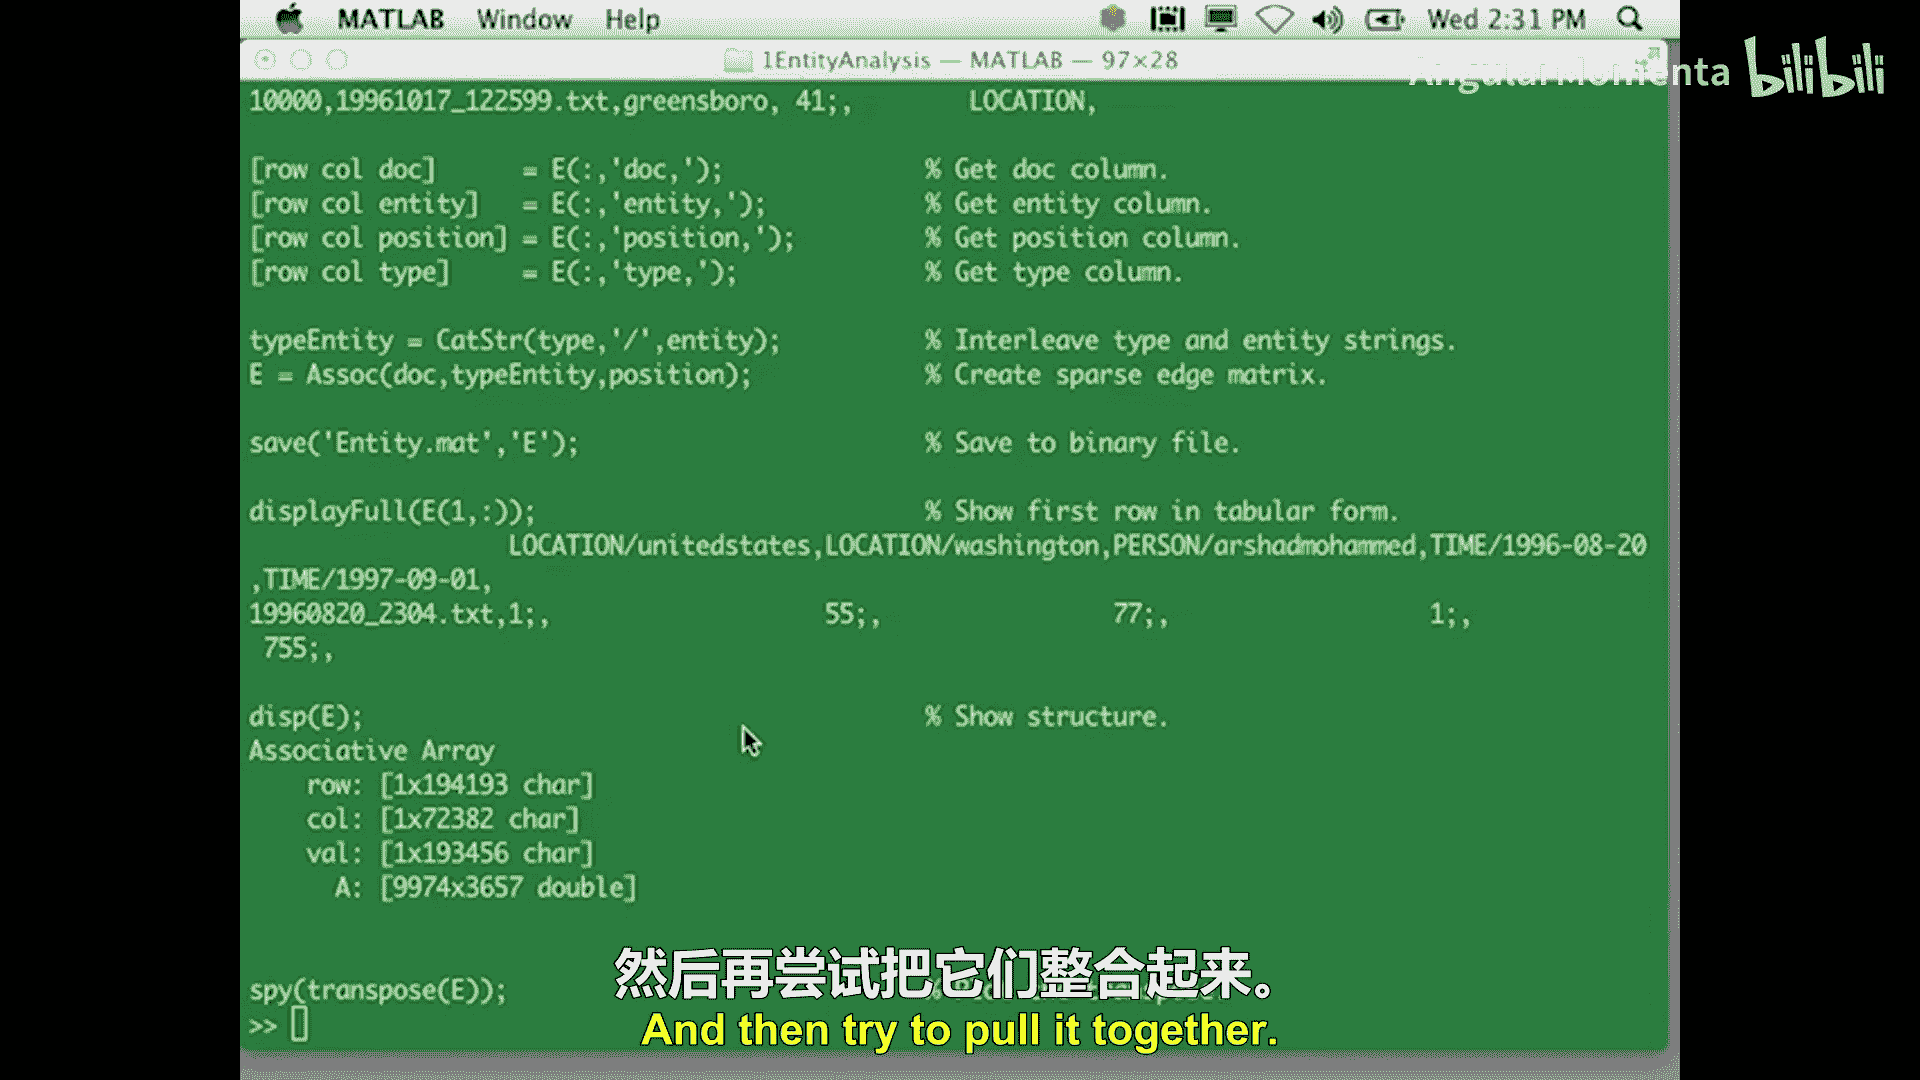 MATLAB Window Help Wed 2:31 PM
1EntityAnalysis — MATLAB — 97×28
AngularMomenta bilibili
10000,19961017_122599.txt,greensboro, 41;, LOCATION,
[row col doc] = E(:,'doc,'); % Get doc column.
[row col entity] = E(:,'entity,'); % Get entity column.
[row col position] = E(:,'position,'); % Get position column.
[row col type] = E(:,'type,'); % Get type column.
typeEntity = CatStr(type,'/',entity); % Interleave type and entity strings.
E = Assoc(doc,typeEntity,position); % Create sparse edge matrix.
save('Entity.mat','E'); % Save to binary file.
displayFull(E(1,:)); % Show first row in tabular form.
LOCATION/unitedstates,LOCATION/washington,PERSON/arshadmohammed,TIME/1996-08-20
,TIME/1997-09-01,
19960820_2304.txt,1;, 55;, 77;, 1;,
755;,
disp(E); % Show structure.
Associative Array
row: [1x194193 char]
col: [1x72382 char]
val: [1x193456 char]
A: [9974x3657 double]
spy(transpose(E));
>>
然后再尝试把它们整合起来。
And then try to pull it together.